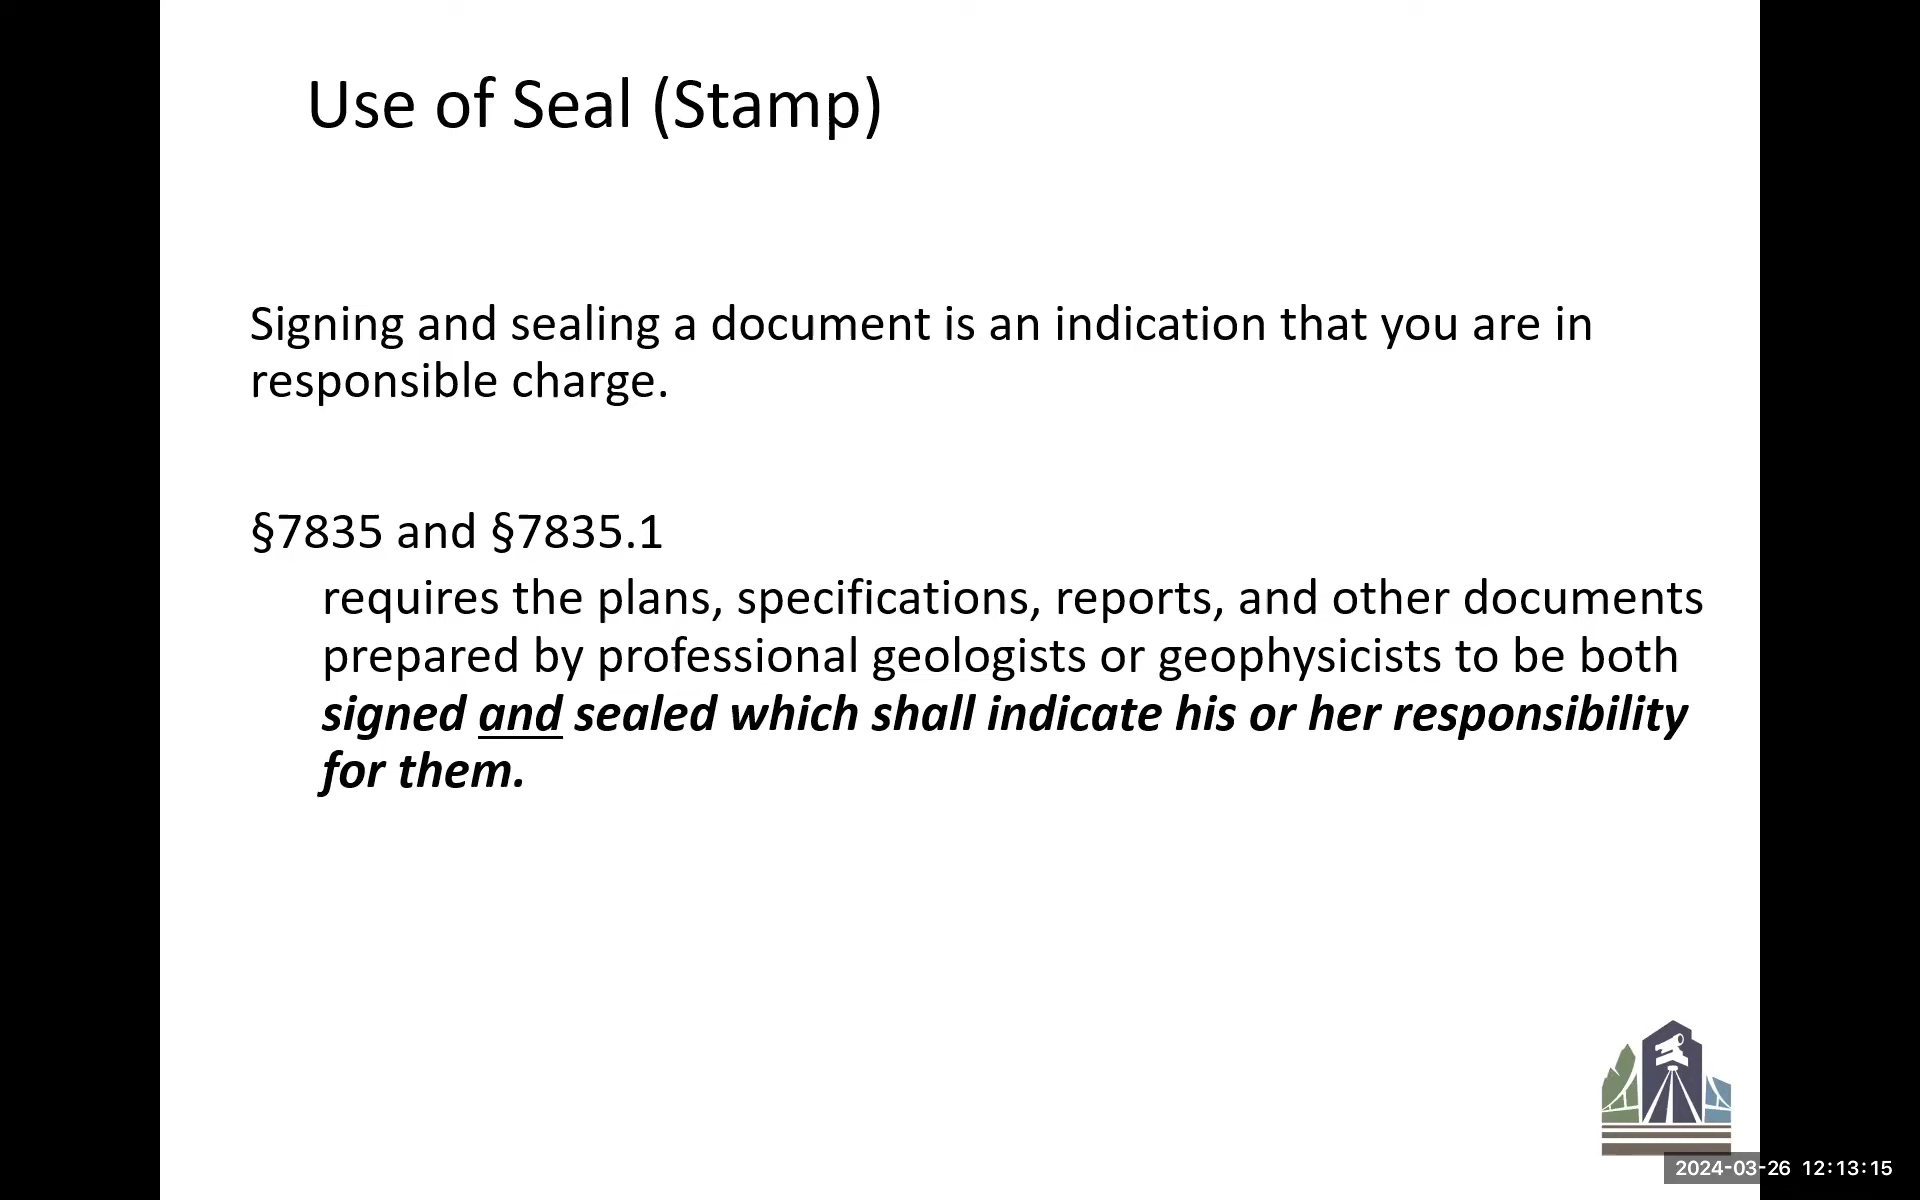 Use of Seal (Stamp)
Signing and sealing a document is an indication that you are in
responsible charge.
§7835 and §7835.1
requires the plans, specifications, reports, and other documents
prepared by professional geologists or geophysicists to be both
signed and sealed which shall indicate his or her responsibility
for them.
2024-03-26 12:13:15